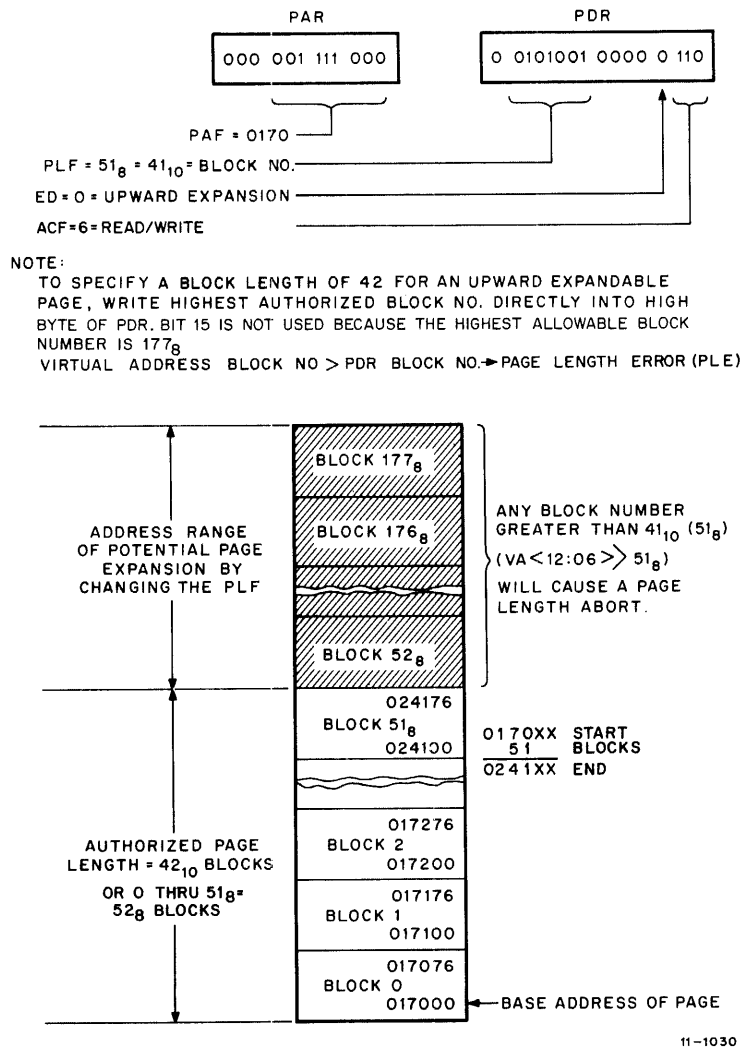 PAR
PDR
000 001 111 000
0 0101001 0000 0 110
PAF = 0170
PLF = 51₈ = 41₁₀ = BLOCK NO.
ED = 0 = UPWARD EXPANSION
ACF=6=READ/WRITE
NOTE:
TO SPECIFY A BLOCK LENGTH OF 42 FOR AN UPWARD EXPANDABLE
PAGE, WRITE HIGHEST AUTHORIZED BLOCK NO. DIRECTLY INTO HIGH
BYTE OF PDR. BIT 15 IS NOT USED BECAUSE THE HIGHEST ALLOWABLE BLOCK
NUMBER IS 177₈
VIRTUAL ADDRESS BLOCK NO > PDR BLOCK NO.→PAGE LENGTH ERROR (PLE)
BLOCK 177₈
BLOCK 176₈
BLOCK 52₈
ADDRESS RANGE
OF POTENTIAL PAGE
EXPANSION BY
CHANGING THE PLF
ANY BLOCK NUMBER
GREATER THAN 41₁₀ (51₈)
(VA<12:06>> 51₈)
WILL CAUSE A PAGE
LENGTH ABORT.
024176
BLOCK 51₈
024100
0170XX START
51 BLOCKS
0241XX END
017276
BLOCK 2
017200
AUTHORIZED PAGE
LENGTH = 42₁₀ BLOCKS
OR 0 THRU 51₈=
52₈ BLOCKS
017176
BLOCK 1
017100
017076
BLOCK 0
017000
BASE ADDRESS OF PAGE
11-1030